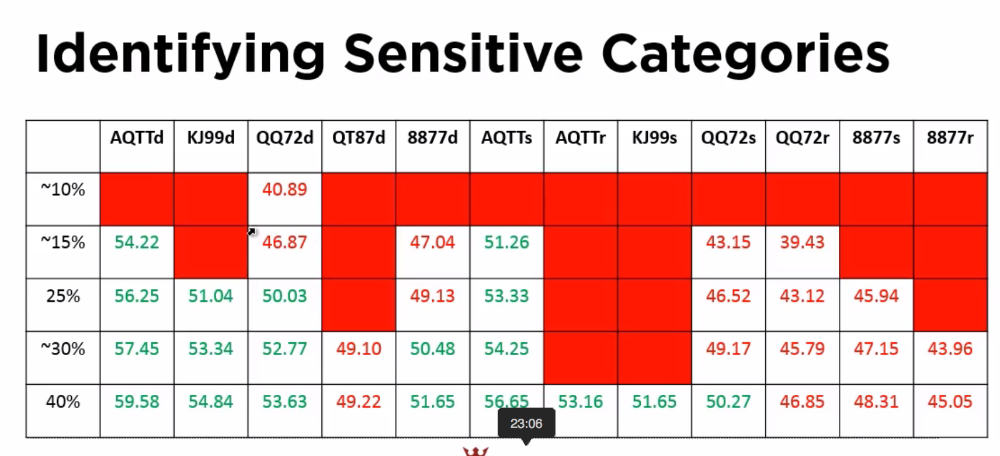 Identifying Sensitive Categories
AQTTd KJ99d QQ72d QT87d 8877d AQTTs AQTTr KJ99s QQ72s QQ72r 8877s 8877r
~10% 40.89
~15% 54.22 46.87 47.04 51.26 43.15 39.43
25% 56.25 51.04 50.03 49.13 53.33 46.52 43.12 45.94
~30% 57.45 53.34 52.77 49.10 50.48 54.25 49.17 45.79 47.15 43.96
40% 59.58 54.84 53.63 49.22 51.65 56.65 53.16 51.65 50.27 46.85 48.31 45.05
23:06